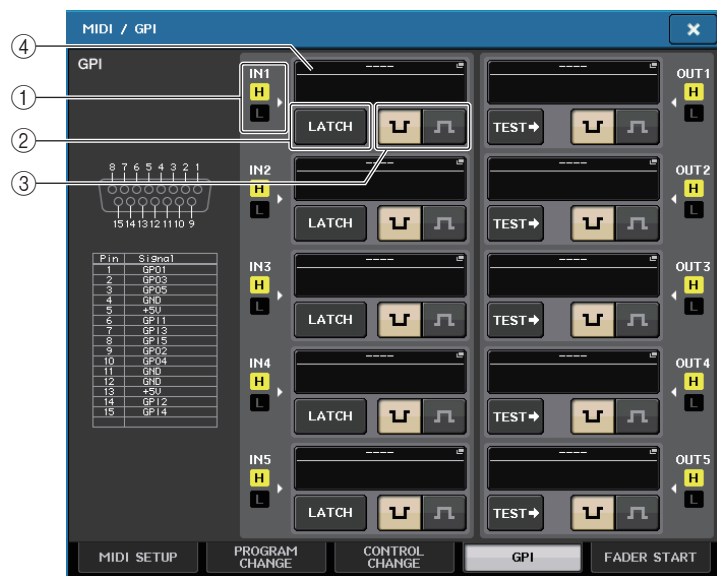 MIDI / GPI
×
GPI
④
①
②
③
8 7 6 5 4 3 2 1
15 14 13 12 11 10 9
Pin Signal
1 GPO1
2 GPO3
3 GPO5
4 GND
5 +5V
6 GPI1
7 GPI3
8 GPI5
9 GPO2
10 GPO4
11 GND
12 GND
13 +5V
14 GPI2
15 GPI4
IN1
H
L
----
LATCH
----
TEST
OUT1
H
L
IN2
H
L
----
LATCH
----
TEST
OUT2
H
L
IN3
H
L
----
LATCH
----
TEST
OUT3
H
L
IN4
H
L
----
LATCH
----
TEST
OUT4
H
L
IN5
H
L
----
LATCH
----
TEST
OUT5
H
L
MIDI SETUP
PROGRAM
CHANGE
CONTROL
CHANGE
GPI
FADER START